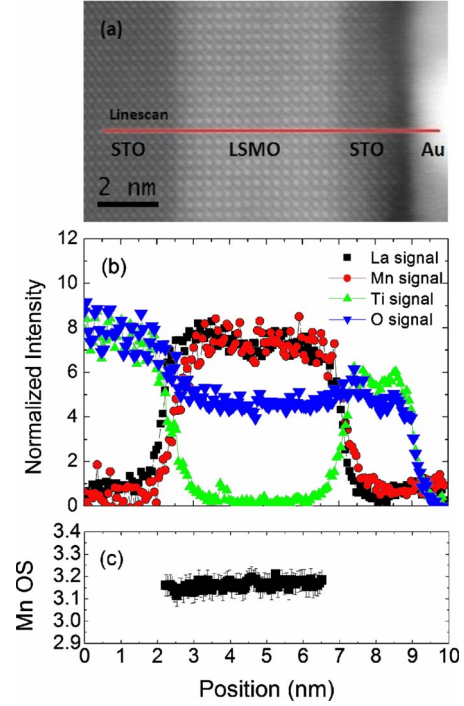 (a)
Linescan
STO LSMO STO Au
2 nm
(b)
La signal
Mn signal
Ti signal
O signal
Normalized Intensity
12
10
8
6
4
2
0
(c)
Mn OS
3.4
3.3
3.2
3.1
3.0
2.9
0 1 2 3 4 5 6 7 8 9 10
Position (nm)